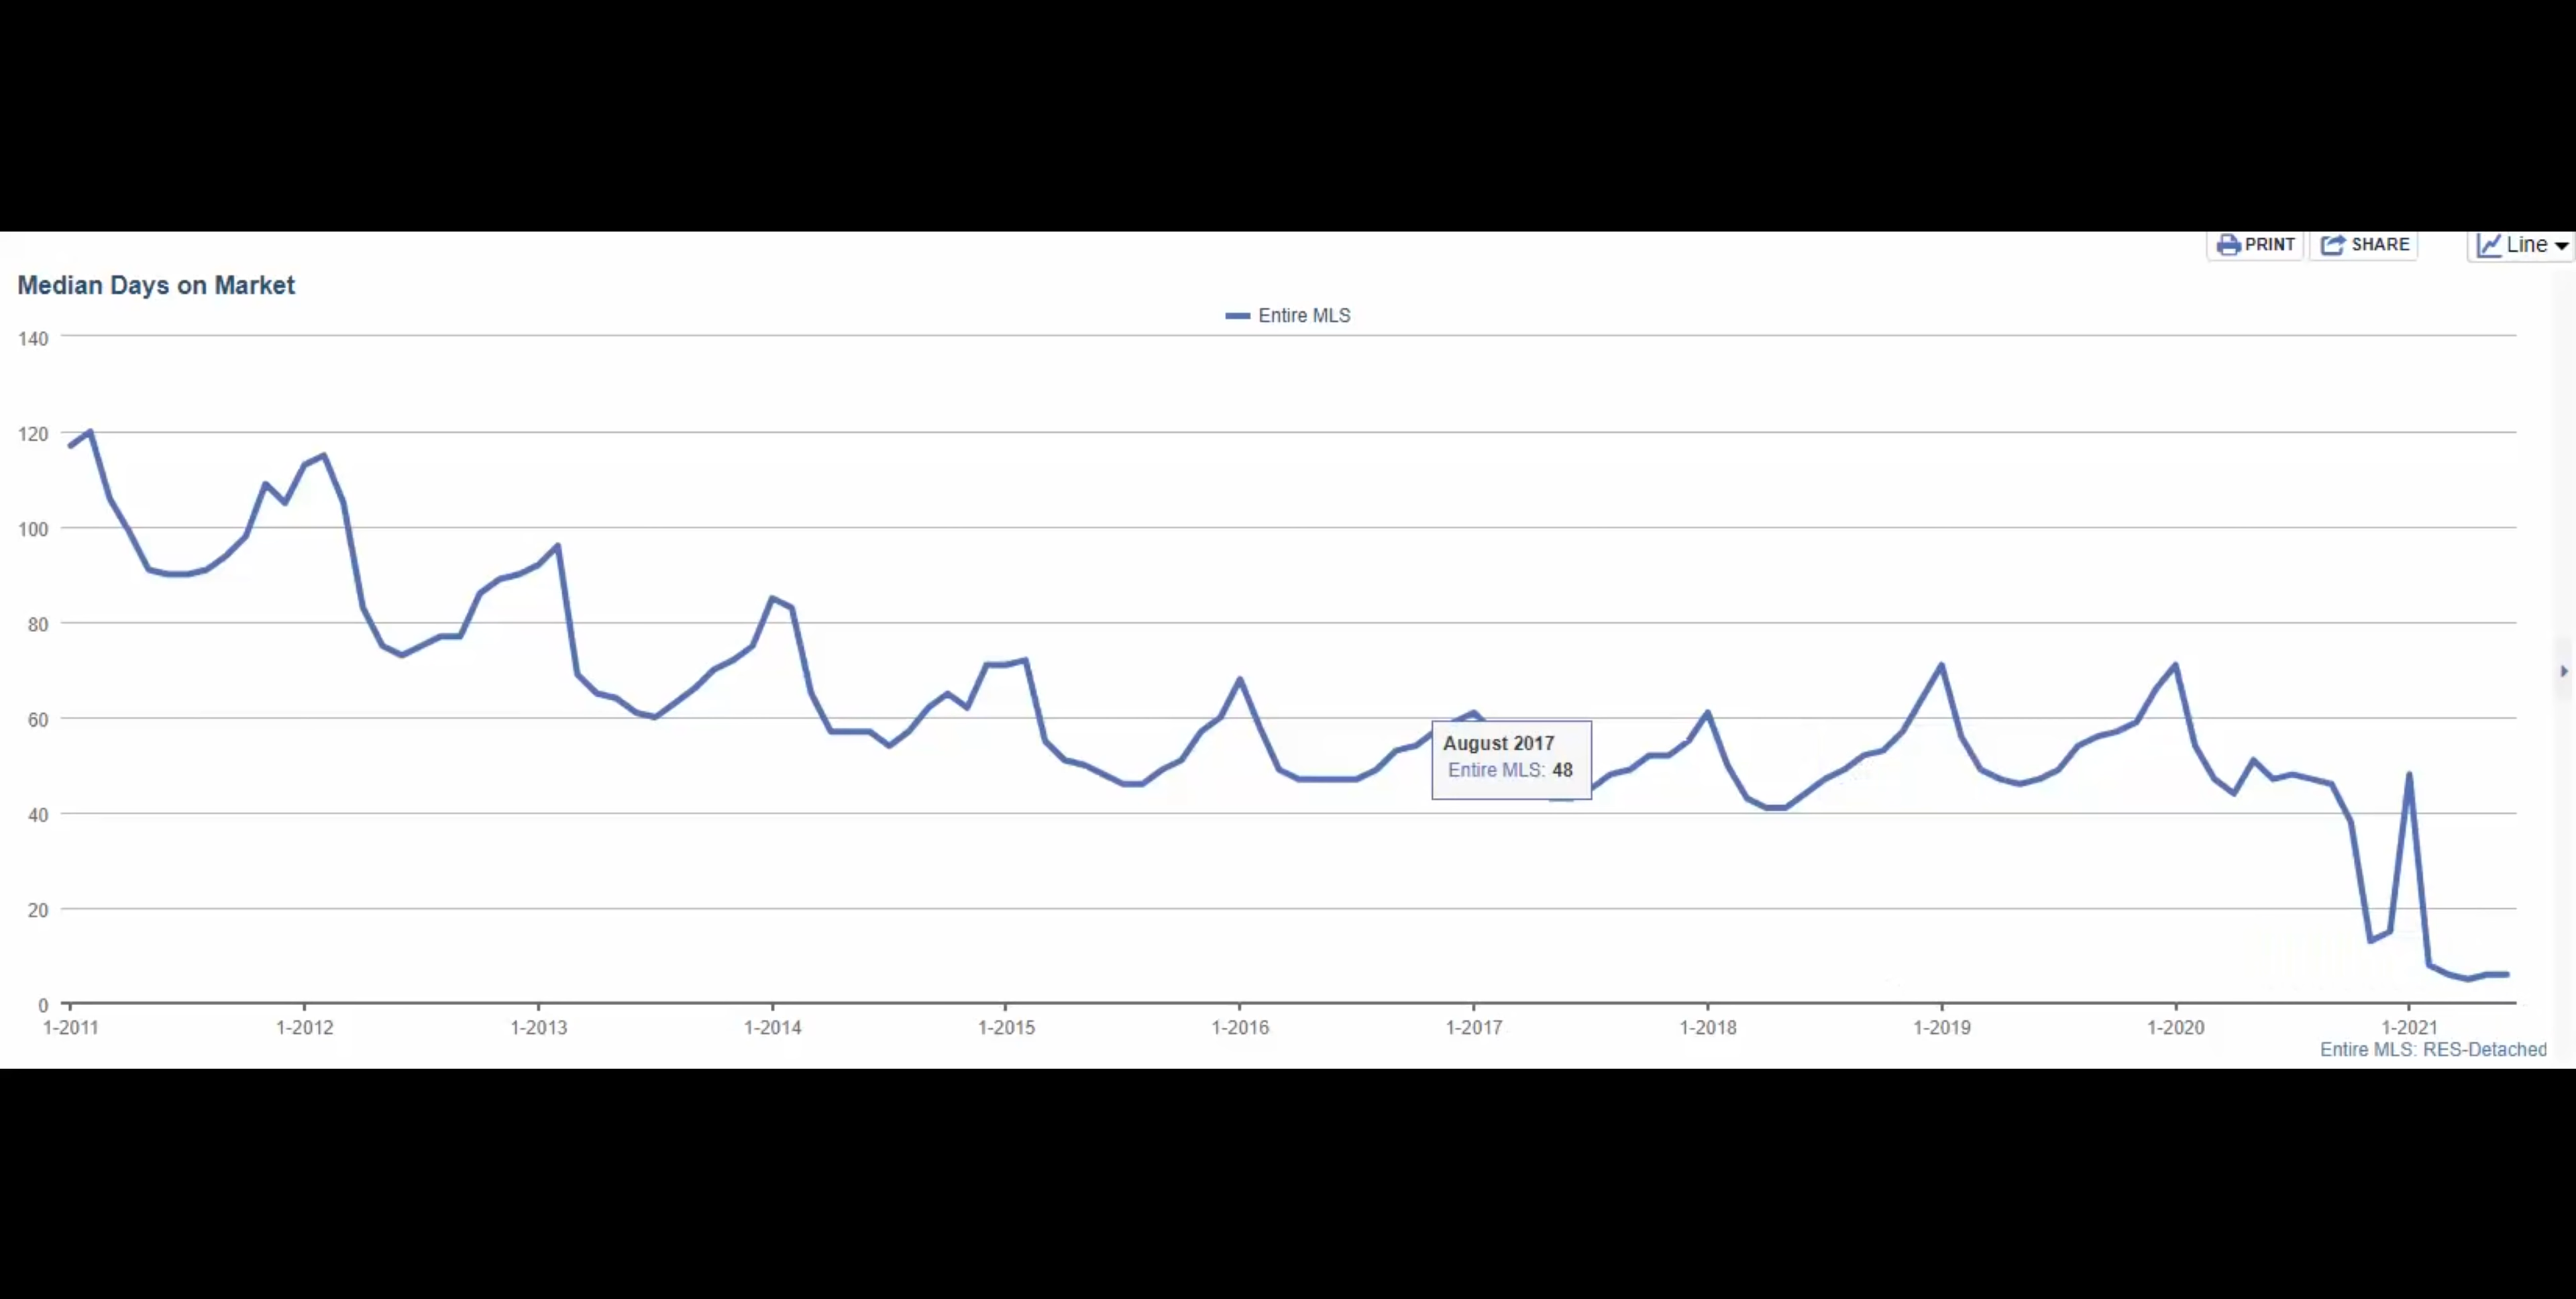 PRINT SHARE Line
Median Days on Market
Entire MLS
140
120
100
80
60
40
20
0
August 2017
Entire MLS: 48
1-2011 1-2012 1-2013 1-2014 1-2015 1-2016 1-2017 1-2018 1-2019 1-2020 1-2021
Entire MLS: RES-Detached